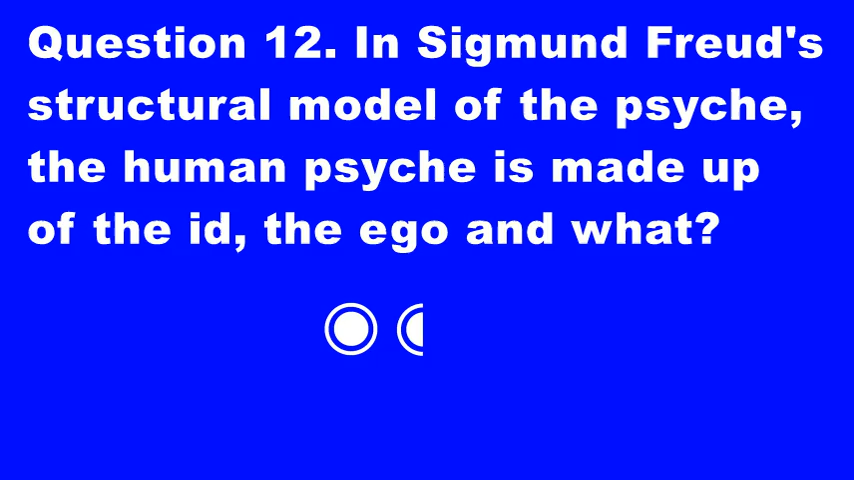 Question 12. In Sigmund Freud's
structural model of the psyche,
the human psyche is made up
of the id, the ego and what?